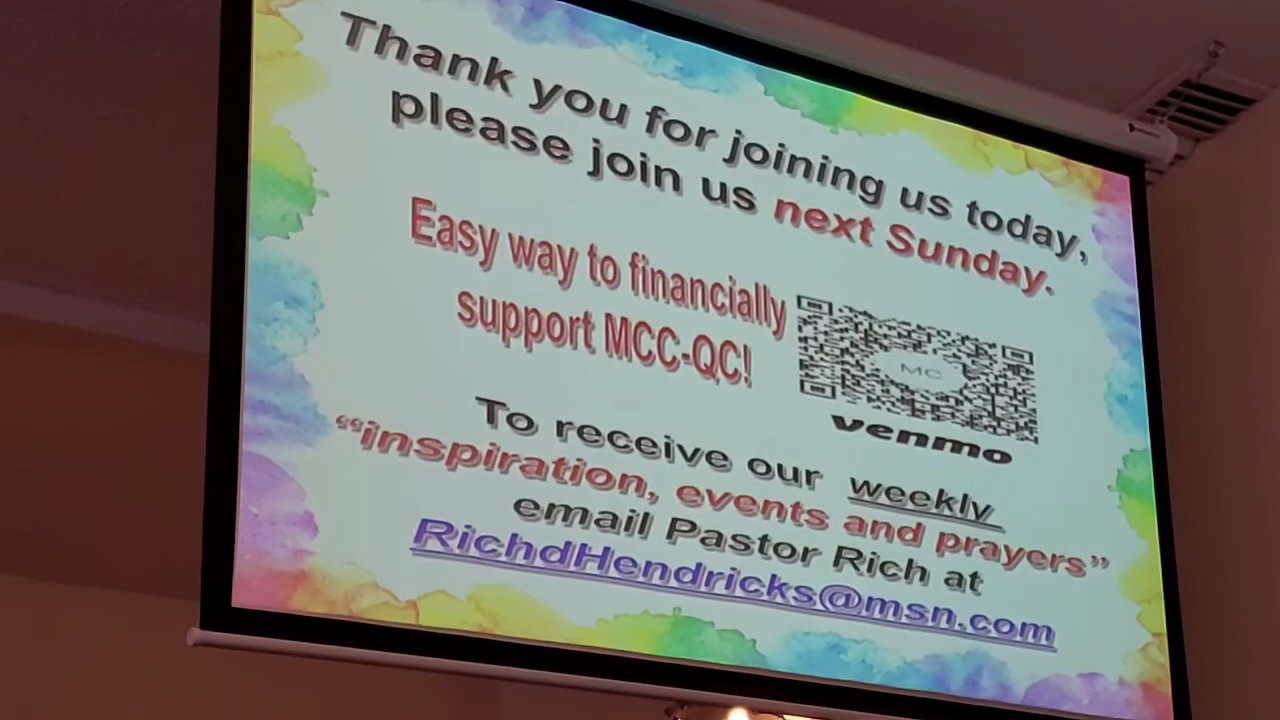 Thank you for joining us today,
please join us next Sunday.
Easy way to financially
support MCC-QC!
MC
venmo
To receive our weekly
“inspiration, events and prayers”
email Pastor Rich at
RichdHendricks@msn.com